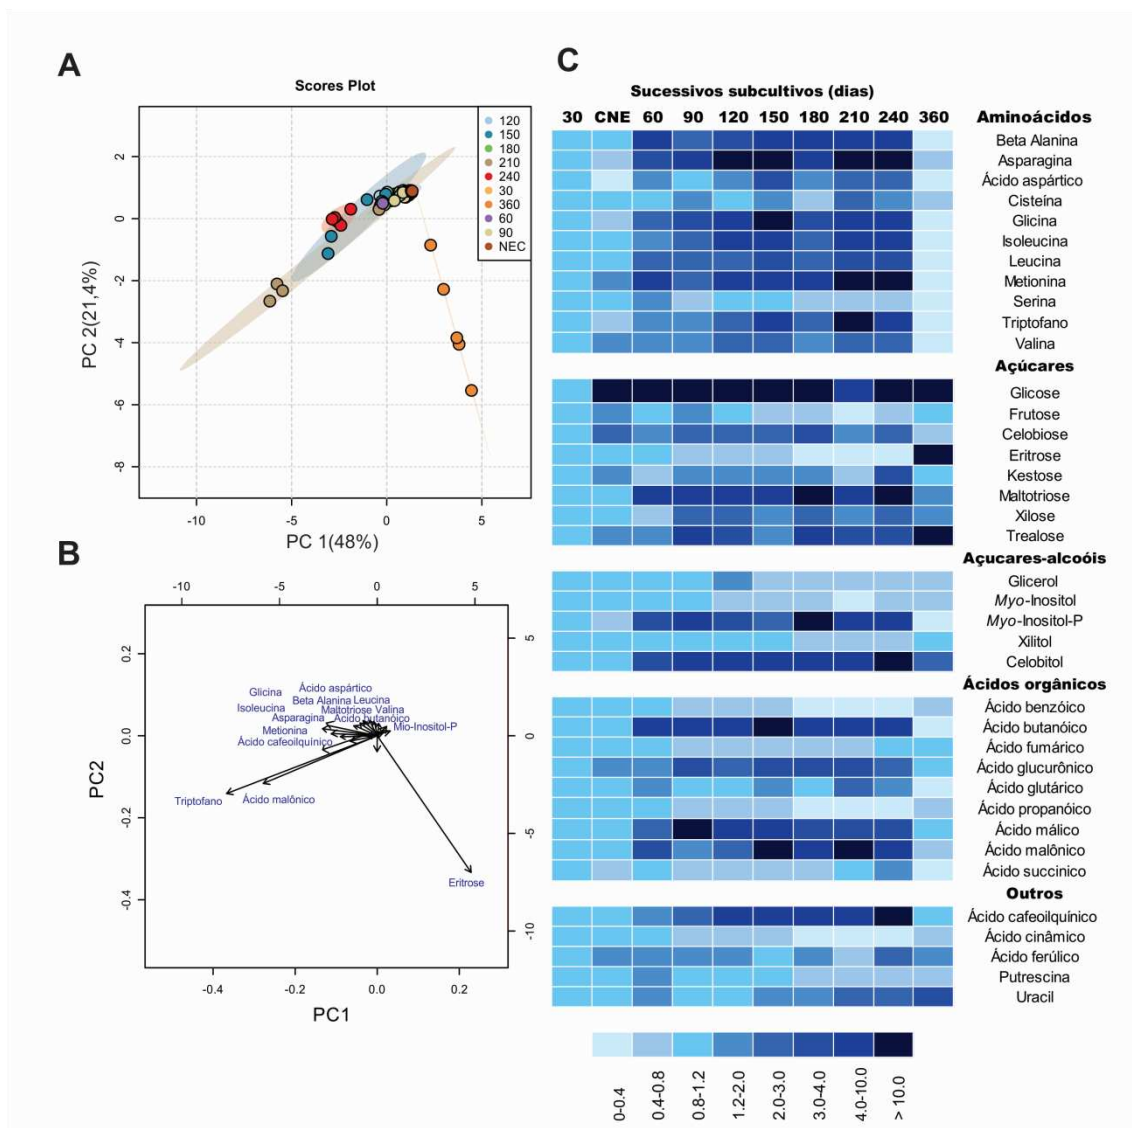 A
Scores Plot
120
150
180
210
240
30
360
60
90
NEC
2
0
-2
-4
-6
-8
PC 2(21,4%)
-10 -5 0 5
PC 1(48%)
B
-10 -5 0 5
0.2
0.0
-0.2
-0.4
PC2
5
0
-5
-10
Ácido aspártico
Glicina
Beta Alanina Leucina
Isoleucina
Maltotriose Valina
Asparagina Ácido butanóico
Mio-Inositol-P
Metionina
Ácido cafeoilquínico
Triptofano
Ácido malônico
Eritrose
-0.4 -0.2 0.0 0.2
PC1
C
Sucessivos subcultivos (dias)
30 CNE 60 90 120 150 180 210 240 360
Aminoácidos
Beta Alanina
Asparagina
Ácido aspártico
Cisteína
Glicina
Isoleucina
Leucina
Metionina
Serina
Triptofano
Valina
Açúcares
Glicose
Frutose
Celobiose
Eritrose
Kestose
Maltotriose
Xilose
Trealose
Açucares-alcoóis
Glicerol
Myo-Inositol
Myo-Inositol-P
Xilitol
Celobitol
Ácidos orgânicos
Ácido benzóico
Ácido butanóico
Ácido fumárico
Ácido glucurônico
Ácido glutárico
Ácido propanóico
Ácido málico
Ácido malônico
Ácido succinico
Outros
Ácido cafeoilquínico
Ácido cinâmico
Ácido ferúlico
Putrescina
Uracil
0-0.4
0.4-0.8
0.8-1.2
1.2-2.0
2.0-3.0
3.0-4.0
4.0-10.0
> 10.0